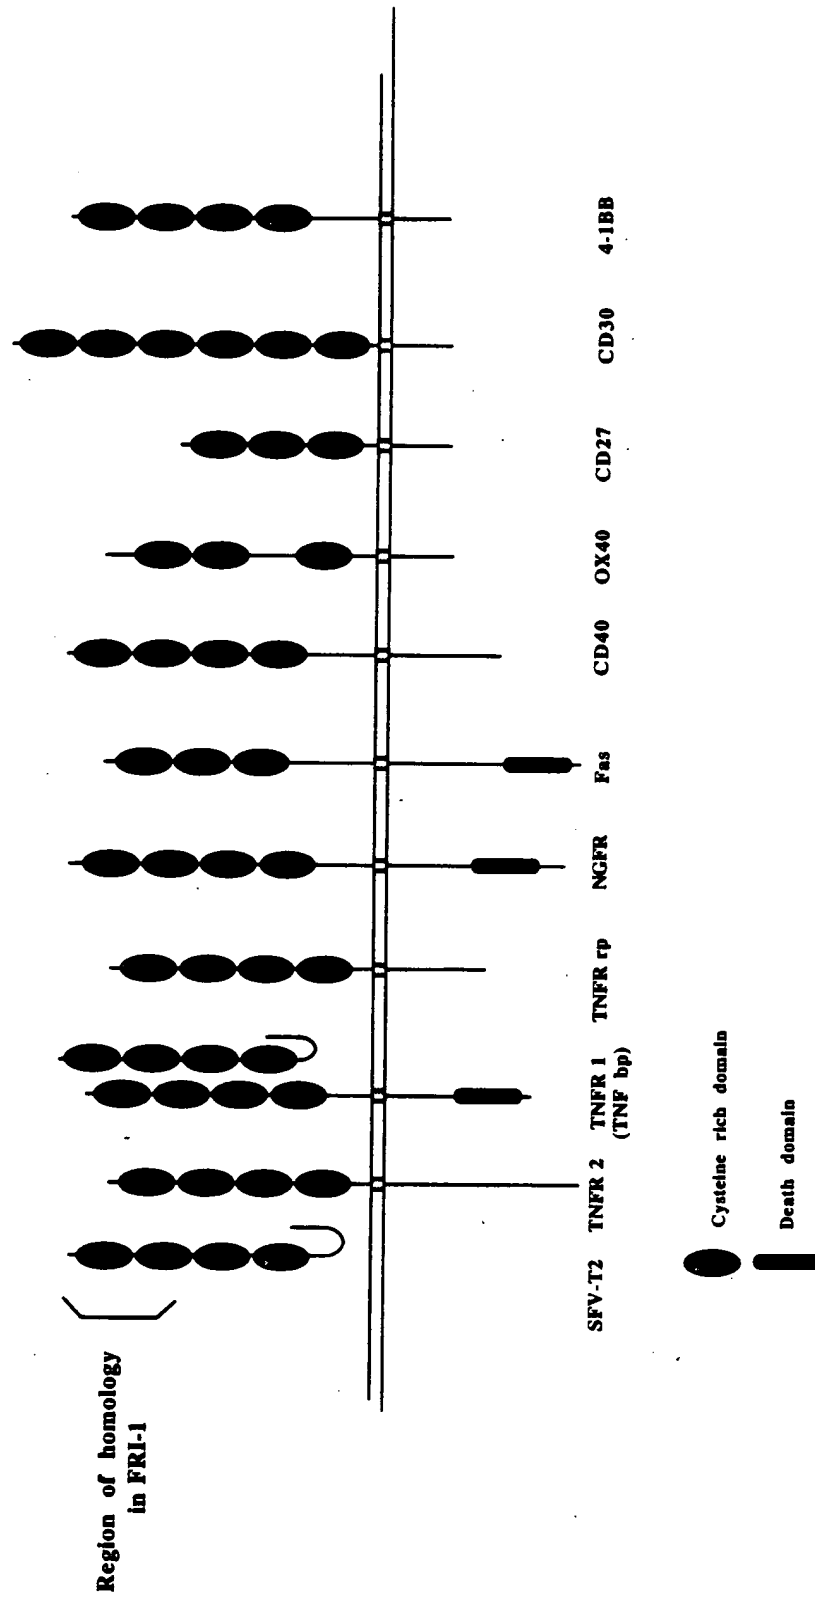 Region of homology
in FRI-1
SFV-T2
TNFR 2
TNFR 1
(TNF bp)
TNFR rp
NGFR
Fas
CD40
OX40
CD27
CD30
4-1BB
Cysteine rich domain
Death domain